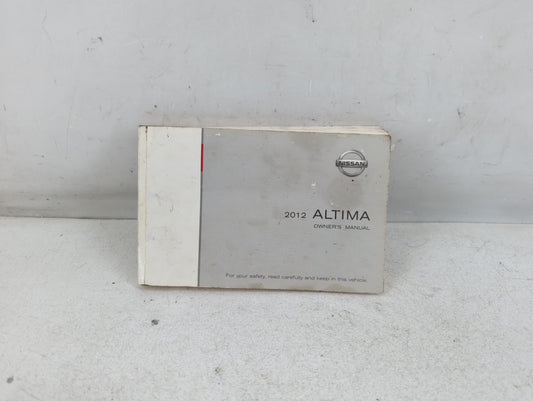 NISSAN
2012 ALTIMA
OWNER'S MANUAL
For your safety, read carefully and keep in this vehicle.